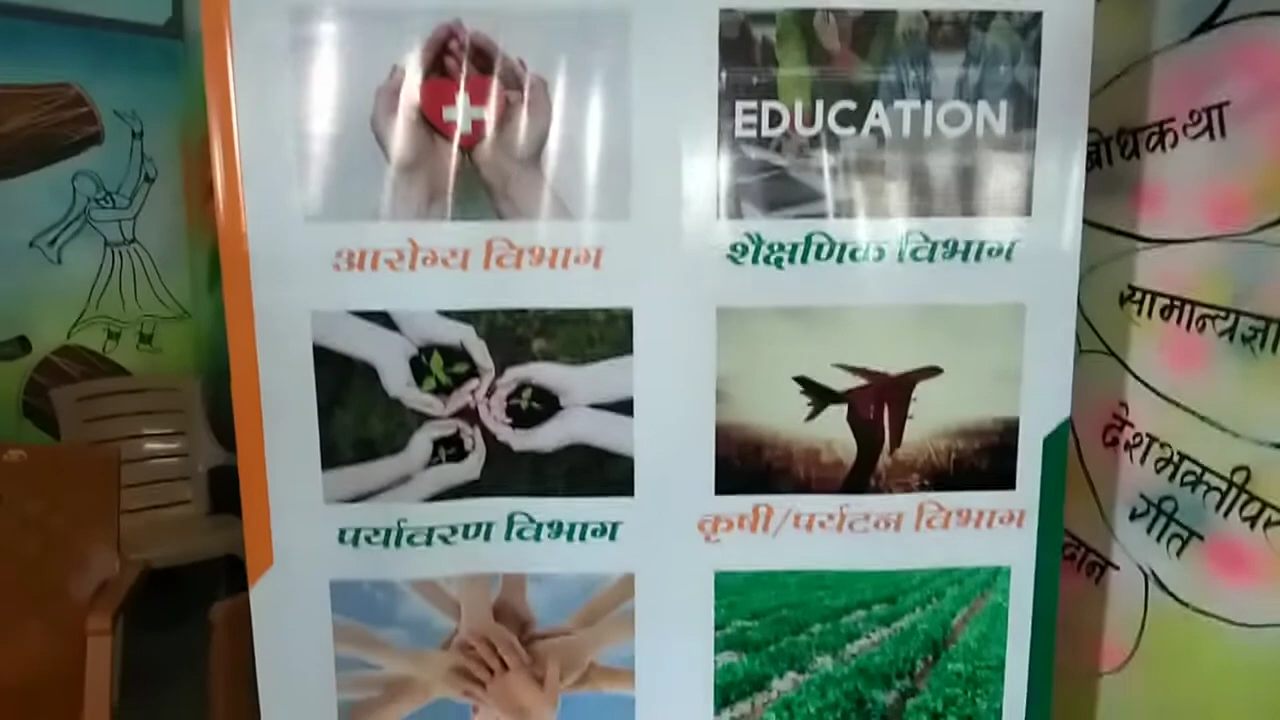 EDUCATION
आरोग्य विभाग
शैक्षणिक विभाग
पर्यावरण विभाग
कृषी/पर्यटन विभाग
बोधकथा
सामान्यज्ञा
देशभक्तीपर
गीत
दान